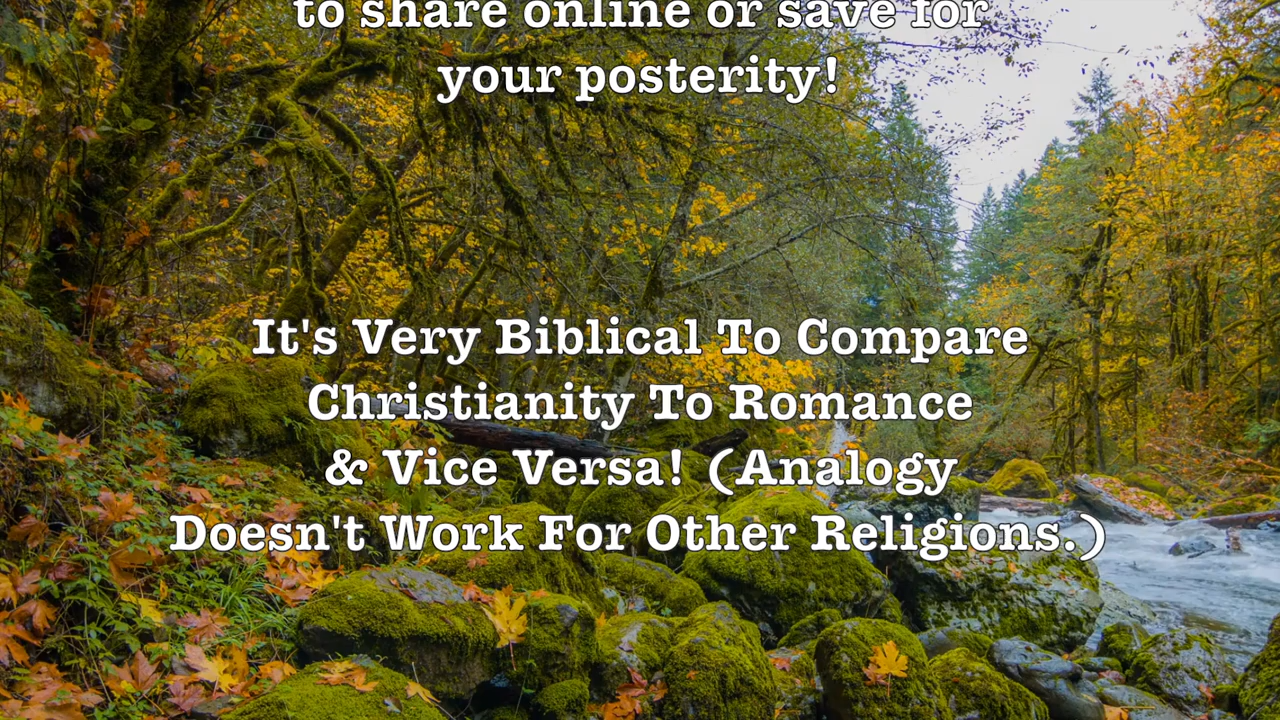 to share online or save for
your posterity!
It's Very Biblical To Compare
Christianity To Romance
& Vice Versa! (Analogy
Doesn't Work For Other Religions.)